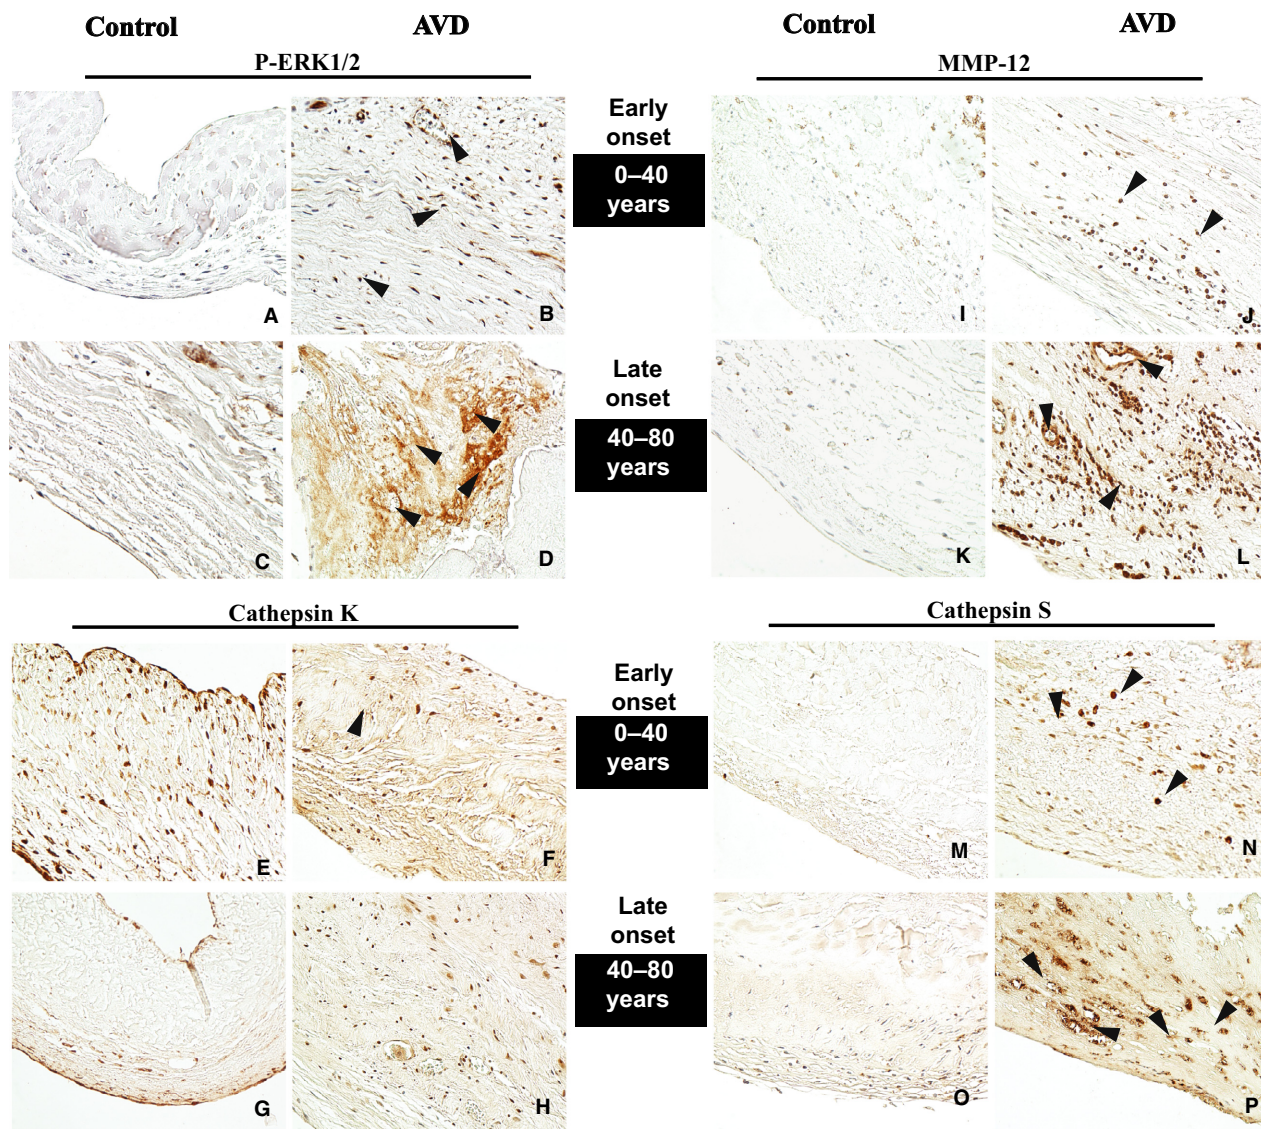 Control AVD
P-ERK1/2
Control AVD
MMP-12
Early
onset
0–40
years
A
B
I
J
Late
onset
40–80
years
C
D
K
L
Cathepsin K
Cathepsin S
Early
onset
0–40
years
E
F
M
N
Late
onset
40–80
years
G
H
O
P